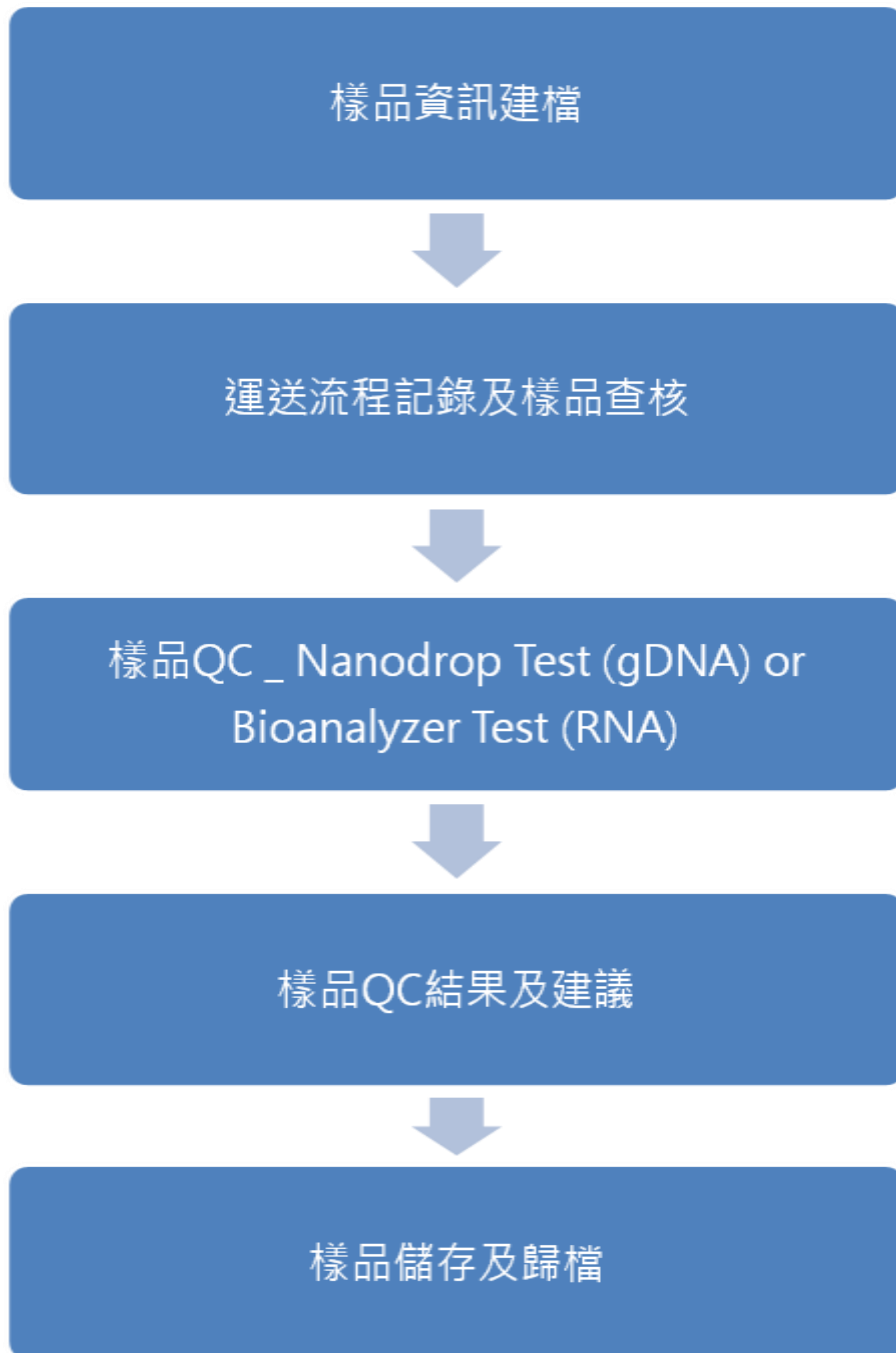 樣品資訊建檔
運送流程記錄及樣品查核
樣品QC _ Nanodrop Test (gDNA) or
Bioanalyzer Test (RNA)
樣品QC結果及建議
樣品儲存及歸檔